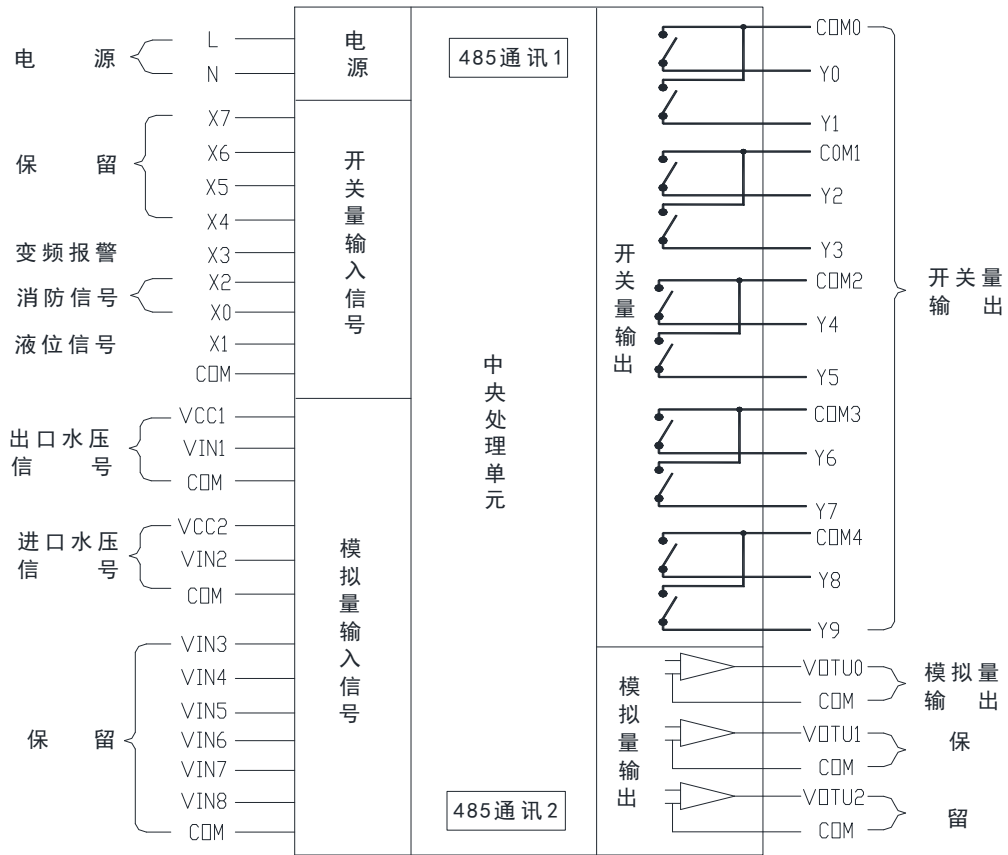 电 源
L
N
保 留
X7
X6
X5
X4
变频报警
X3
消防信号
X2
X0
液位信号
X1
COM
出口水压
信 号
VCC1
VIN1
COM
进口水压
信 号
VCC2
VIN2
COM
保 留
VIN3
VIN4
VIN5
VIN6
VIN7
VIN8
COM
电源
开关量输入信号
模拟量输入信号
485通讯1
中央处理单元
485通讯2
开关量输出
模拟量输出
COM0
Y0
Y1
COM1
Y2
Y3
COM2
Y4
Y5
COM3
Y6
Y7
COM4
Y8
Y9
开关量
输 出
VOTU0
COM
模拟量
输 出
VOTU1
COM
保
VOTU2
COM
留